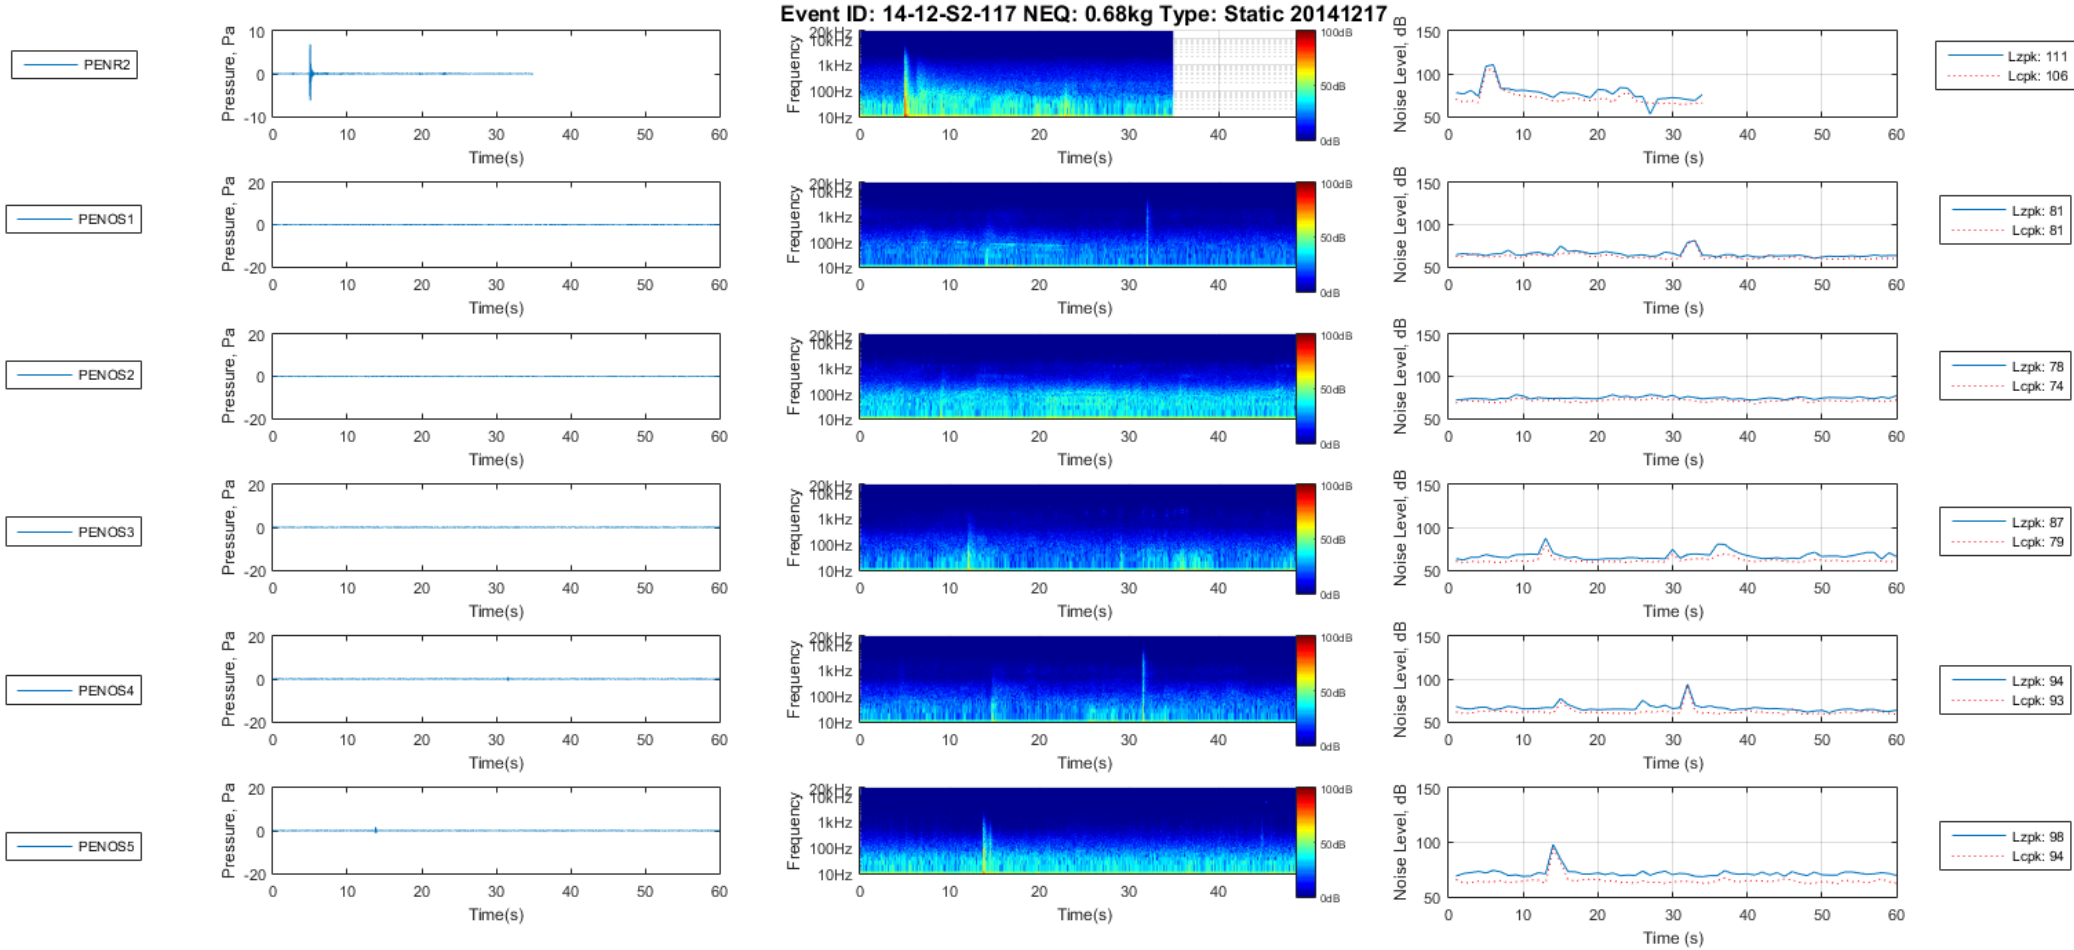 Event ID: 14-12-S2-117 NEQ: 0.68kg Type: Static 20141217
PENR2
Pressure, Pa
10
0
-10
0 10 20 30 40 50 60
Time(s)
Frequency
20kHz
10kHz
1kHz
100Hz
10Hz
0 10 20 30 40
Time(s)
100dB
50dB
0dB
Noise Level, dB
150
100
50
0 10 20 30 40 50 60
Time (s)
Lzpk: 111
Lcpk: 106
PENOS1
Pressure, Pa
20
0
-20
0 10 20 30 40 50 60
Time(s)
Frequency
20kHz
10kHz
1kHz
100Hz
10Hz
0 10 20 30 40
Time(s)
100dB
50dB
0dB
Noise Level, dB
150
100
50
0 10 20 30 40 50 60
Time (s)
Lzpk: 81
Lcpk: 81
PENOS2
Pressure, Pa
20
0
-20
0 10 20 30 40 50 60
Time(s)
Frequency
20kHz
10kHz
1kHz
100Hz
10Hz
0 10 20 30 40
Time(s)
100dB
50dB
0dB
Noise Level, dB
150
100
50
0 10 20 30 40 50 60
Time (s)
Lzpk: 78
Lcpk: 74
PENOS3
Pressure, Pa
20
0
-20
0 10 20 30 40 50 60
Time(s)
Frequency
20kHz
10kHz
1kHz
100Hz
10Hz
0 10 20 30 40
Time(s)
100dB
50dB
0dB
Noise Level, dB
150
100
50
0 10 20 30 40 50 60
Time (s)
Lzpk: 87
Lcpk: 79
PENOS4
Pressure, Pa
20
0
-20
0 10 20 30 40 50 60
Time(s)
Frequency
20kHz
10kHz
1kHz
100Hz
10Hz
0 10 20 30 40
Time(s)
100dB
50dB
0dB
Noise Level, dB
150
100
50
0 10 20 30 40 50 60
Time (s)
Lzpk: 94
Lcpk: 93
PENOS5
Pressure, Pa
20
0
-20
0 10 20 30 40 50 60
Time(s)
Frequency
20kHz
10kHz
1kHz
100Hz
10Hz
0 10 20 30 40
Time(s)
100dB
50dB
0dB
Noise Level, dB
150
100
50
0 10 20 30 40 50 60
Time (s)
Lzpk: 98
Lcpk: 94